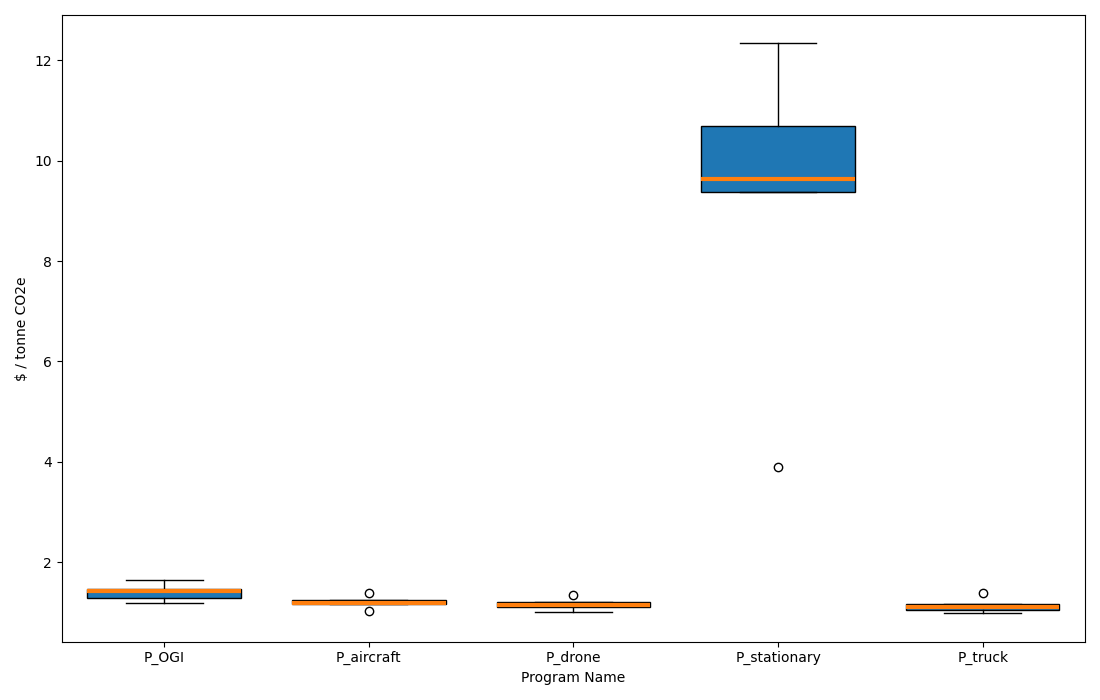 $ / tonne CO2e
12
10
8
6
4
2
P_OGI
P_aircraft
P_drone
P_stationary
P_truck
Program Name